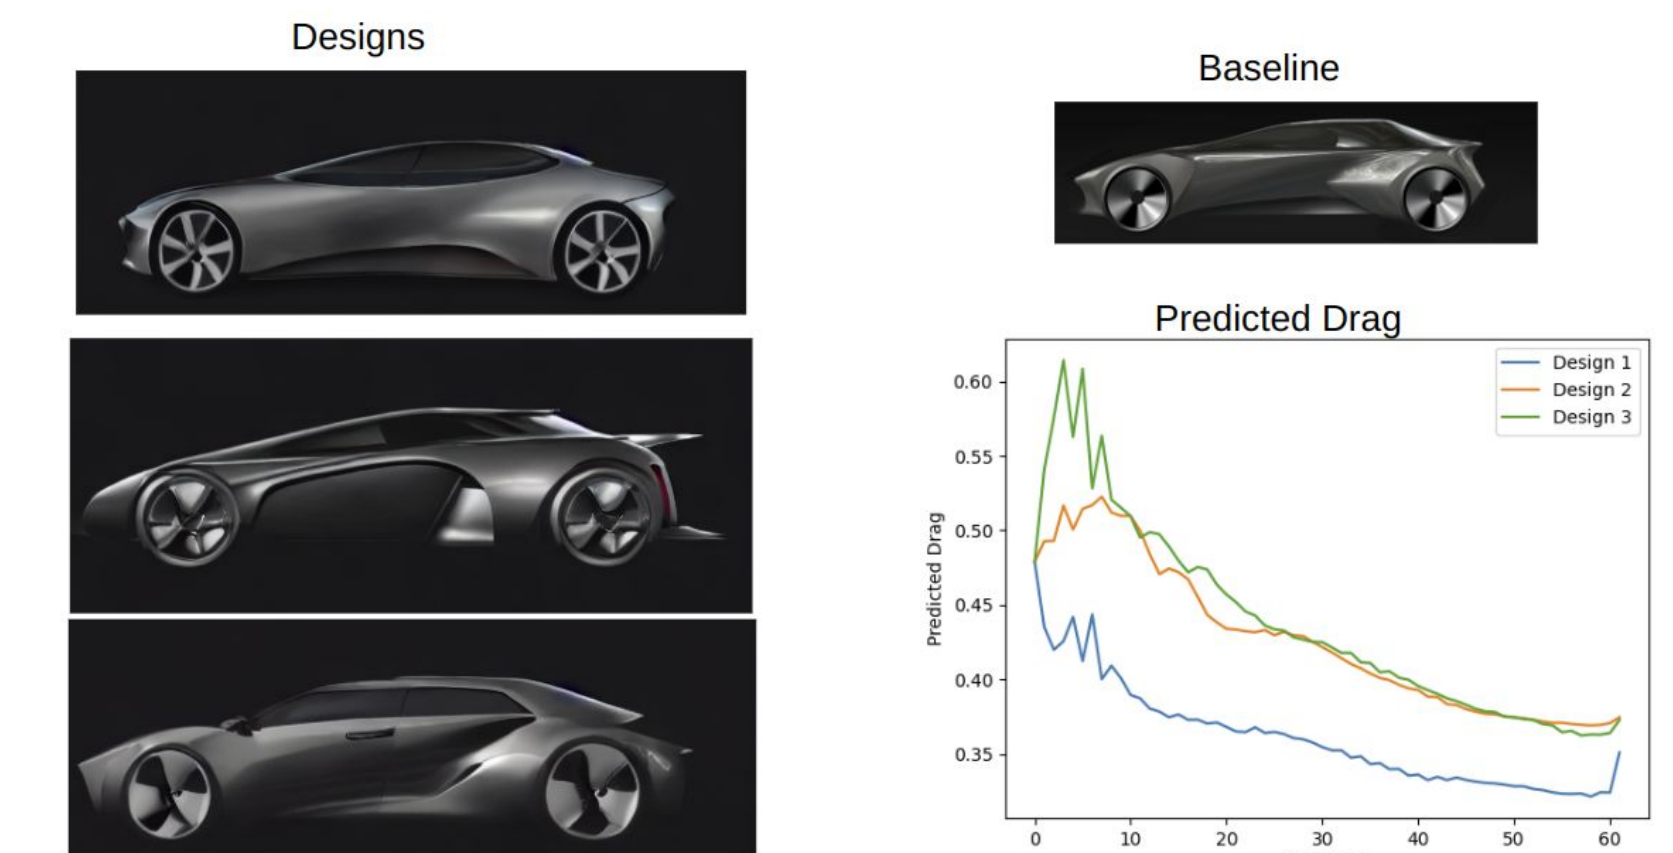 Designs
Baseline
Predicted Drag
Design 1
Design 2
Design 3
0.60
0.55
0.50
0.45
0.40
0.35
Predicted Drag
0 10 20 30 40 50 60